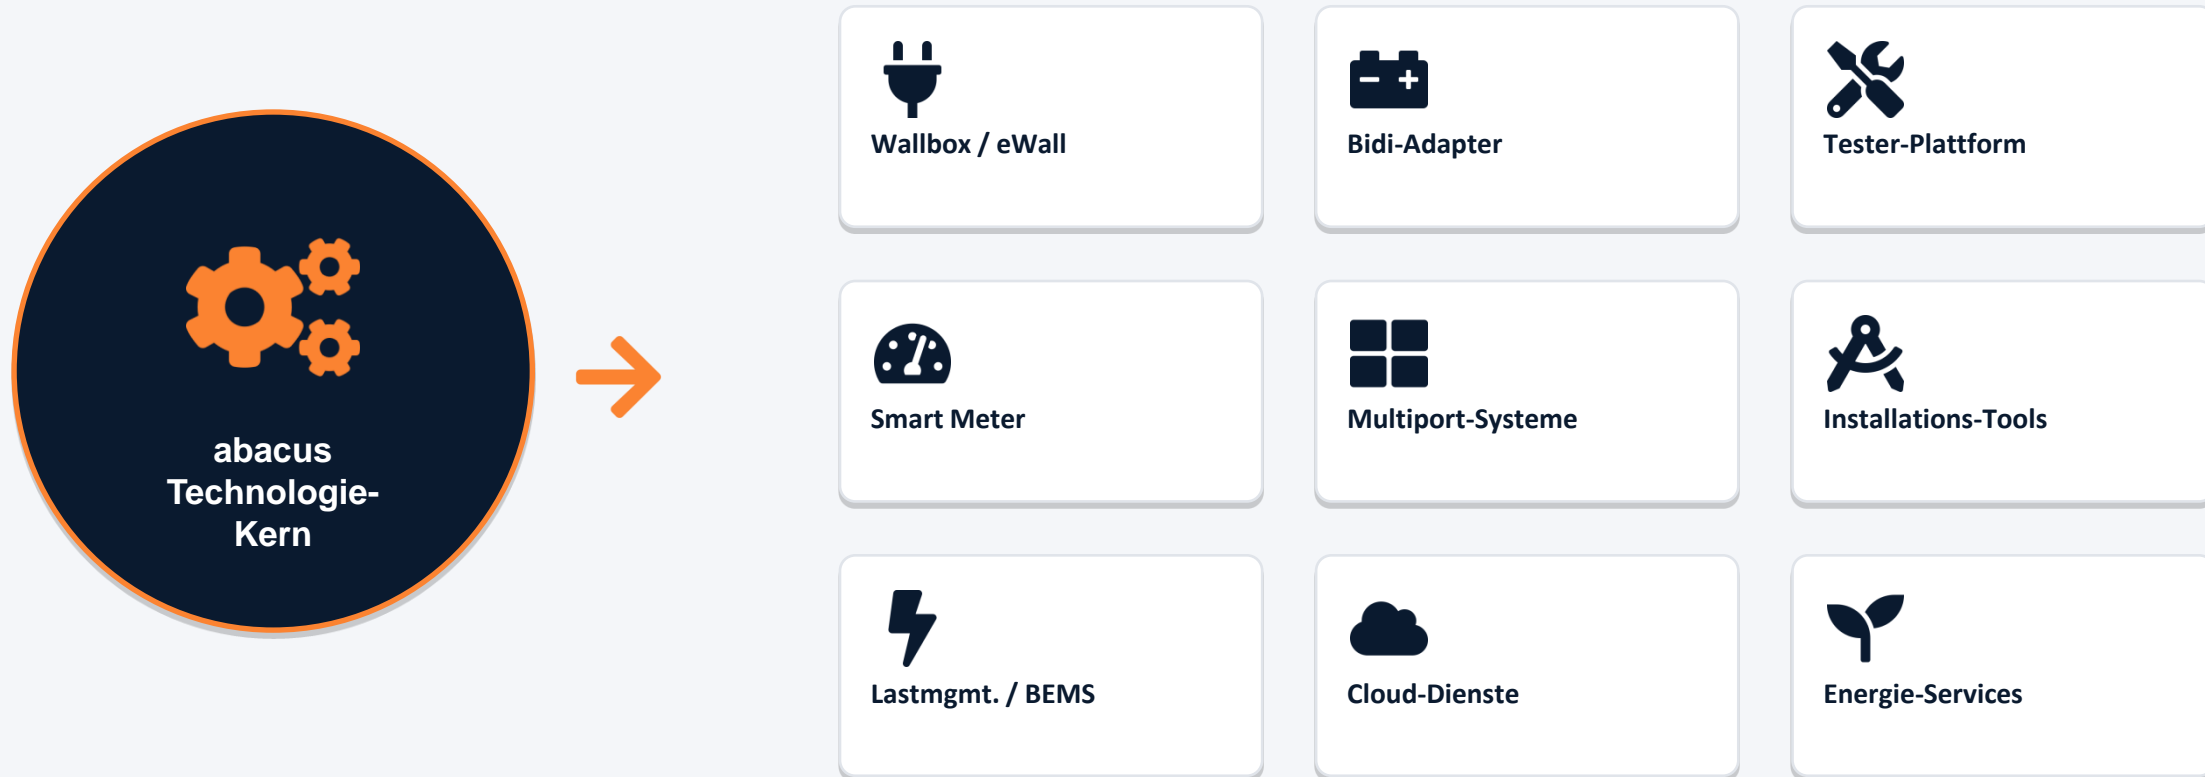 abacus
Technologie-
Kern
Wallbox / eWall
Bidi-Adapter
Tester-Plattform
Smart Meter
Multiport-Systeme
Installations-Tools
Lastmgmt. / BEMS
Cloud-Dienste
Energie-Services